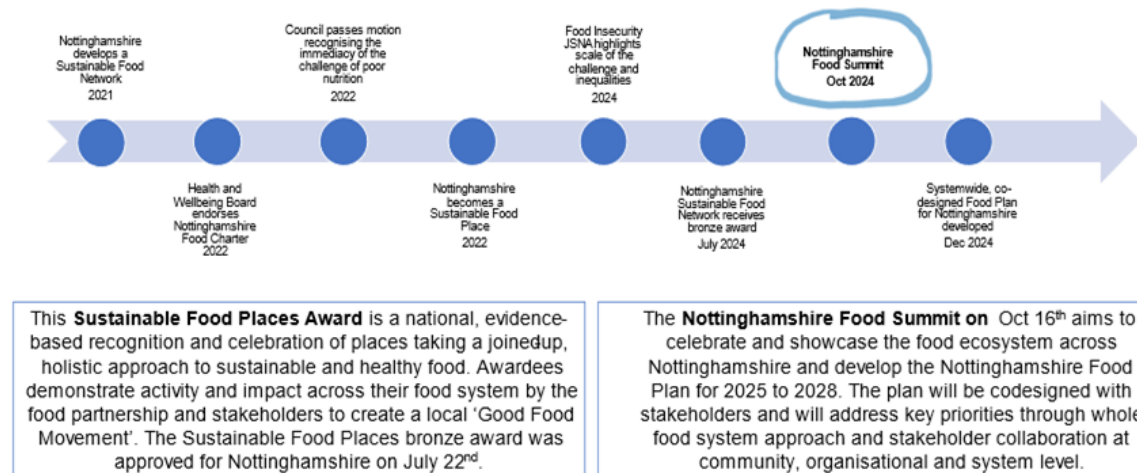 Nottinghamshire
develops a
Sustainable Food
Network
2021
Health and
Wellbeing Board
endorses
Nottinghamshire
Food Charter
2022
Council passes motion
recognising the
immediacy of the
challenge of poor
nutrition
2022
Nottinghamshire
becomes a
Sustainable Food
Place
2022
Food Insecurity
JSNA highlights
scale of the
challenge and
inequalities
2024
Nottinghamshire
Sustainable Food
Network receives
bronze award
July 2024
Nottinghamshire
Food Summit
Oct 2024
Systemwide, co-
designed Food Plan
for Nottinghamshire
developed
Dec 2024
This Sustainable Food Places Award is a national, evidence-
based recognition and celebration of places taking a joined-up,
holistic approach to sustainable and healthy food. Awardees
demonstrate activity and impact across their food system by the
food partnership and stakeholders to create a local ‘Good Food
Movement’. The Sustainable Food Places bronze award was
approved for Nottinghamshire on July 22nd.
The Nottinghamshire Food Summit on Oct 16th aims to
celebrate and showcase the food ecosystem across
Nottinghamshire and develop the Nottinghamshire Food
Plan for 2025 to 2028. The plan will be codesigned with
stakeholders and will address key priorities through whole
food system approach and stakeholder collaboration at
community, organisational and system level.